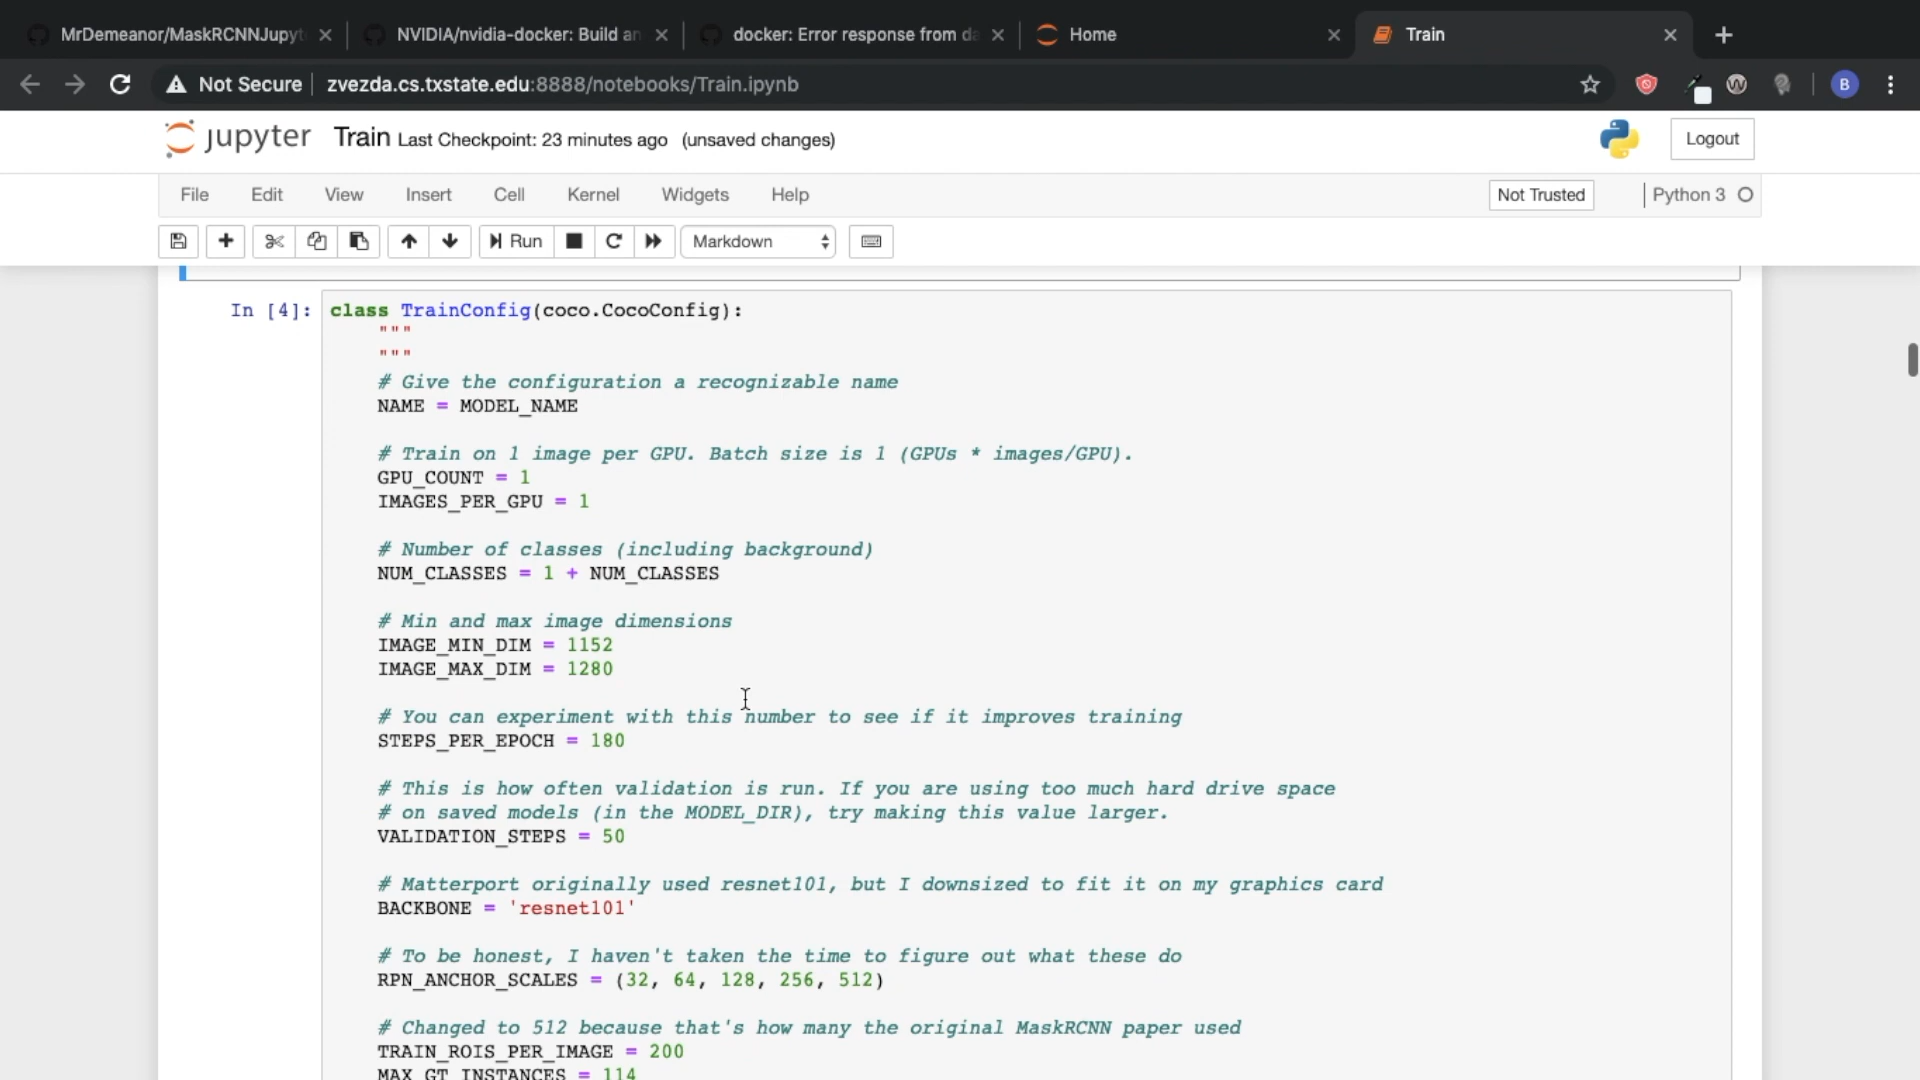 MrDemeanor/MaskRCNNJupyt
NVIDIA/nvidia-docker: Build an
docker: Error response from da
Home
Train
Not Secure
zvezda.cs.txstate.edu:8888/notebooks/Train.ipynb
B
jupyter Train Last Checkpoint: 23 minutes ago (unsaved changes)
Logout
File Edit View Insert Cell Kernel Widgets Help
Not Trusted
Python 3
Run
Markdown
In [4]:
class TrainConfig(coco.CocoConfig):
"""
"""
# Give the configuration a recognizable name
NAME = MODEL_NAME
# Train on 1 image per GPU. Batch size is 1 (GPUs * images/GPU).
GPU_COUNT = 1
IMAGES_PER_GPU = 1
# Number of classes (including background)
NUM_CLASSES = 1 + NUM_CLASSES
# Min and max image dimensions
IMAGE_MIN_DIM = 1152
IMAGE_MAX_DIM = 1280
# You can experiment with this number to see if it improves training
STEPS_PER_EPOCH = 180
# This is how often validation is run. If you are using too much hard drive space
# on saved models (in the MODEL_DIR), try making this value larger.
VALIDATION_STEPS = 50
# Matterport originally used resnet101, but I downsized to fit it on my graphics card
BACKBONE = 'resnet101'
# To be honest, I haven't taken the time to figure out what these do
RPN_ANCHOR_SCALES = (32, 64, 128, 256, 512)
# Changed to 512 because that's how many the original MaskRCNN paper used
TRAIN_ROIS_PER_IMAGE = 200
MAX_GT_INSTANCES = 114